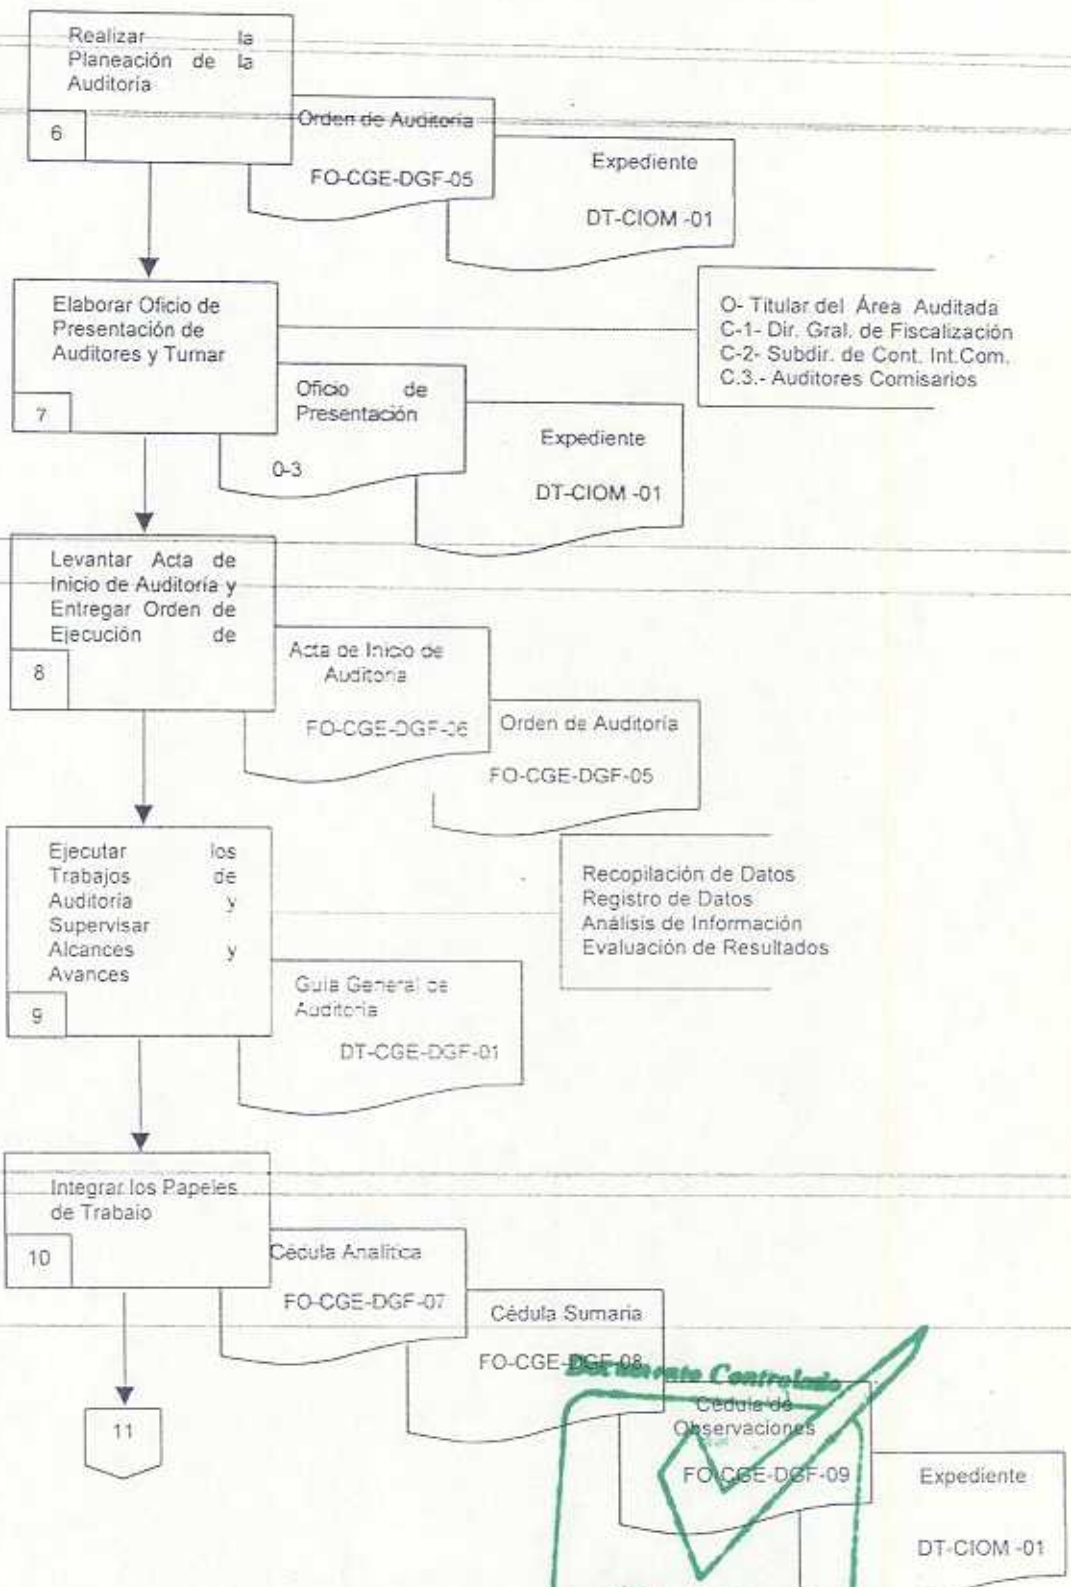 Realizar la
Planeación de la
Auditoría
6
Orden de Auditoría
FO-CGE-DGF-05
Expediente
DT-CIOM -01
Elaborar Oficio de
Presentación de
Auditores y Turnar
7
O- Titular del Área Auditada
C-1- Dir. Gral. de Fiscalización
C-2- Subdir. de Cont. Int.Com.
C.3.- Auditores Comisarios
Oficio de
Presentación
0-3
Expediente
DT-CIOM -01
Levantar Acta de
Inicio de Auditoría y
Entregar Orden de
Ejecución de
8
Acta de Inicio de
Auditoría
FO-CGE-DGF-06
Orden de Auditoría
FO-CGE-DGF-05
Ejecutar los
Trabajos de
Auditoría y
Supervisar
Alcances y
Avances
9
Recopilación de Datos
Registro de Datos
Análisis de Información
Evaluación de Resultados
Guía General de
Auditoría
DT-CGE-DGF-01
Integrar los Papeles
de Trabajo
10
Cédula Analítica
FO-CGE-DGF-07
Cédula Sumaria
FO-CGE-DGF-08
Documento Controlado
Cédula de
Observaciones
FO-CGE-DGF-09
Expediente
DT-CIOM -01
11